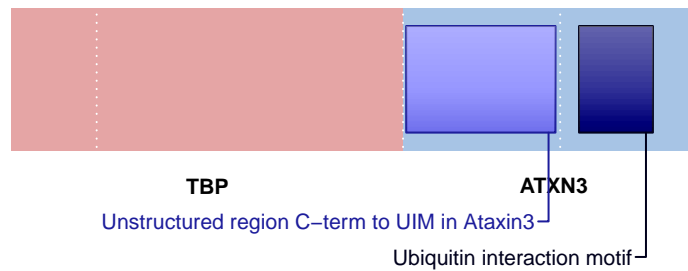 TBP ATXN3
Unstructured region C−term to UIM in Ataxin3
Ubiquitin interaction motif